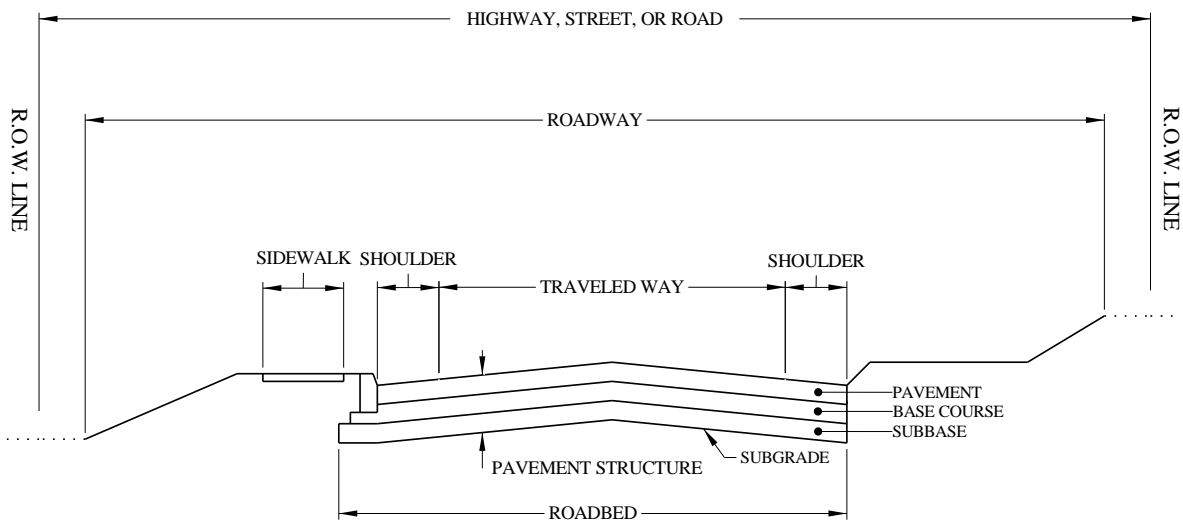 HIGHWAY, STREET, OR ROAD
R.O.W. LINE
R.O.W. LINE
ROADWAY
SIDEWALK
SHOULDER
SHOULDER
TRAVELED WAY
PAVEMENT
BASE COURSE
SUBBASE
SUBGRADE
PAVEMENT STRUCTURE
ROADBED